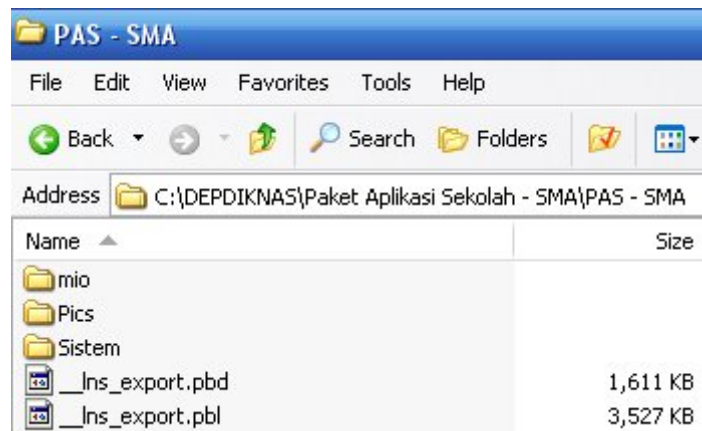 PAS - SMA
File Edit View Favorites Tools Help
Back Search Folders
Address C:\DEPDIKNAS\Paket Aplikasi Sekolah - SMA\PAS - SMA
Name Size
mio
Pics
Sistem
__lns_export.pbd 1,611 KB
__lns_export.pbl 3,527 KB